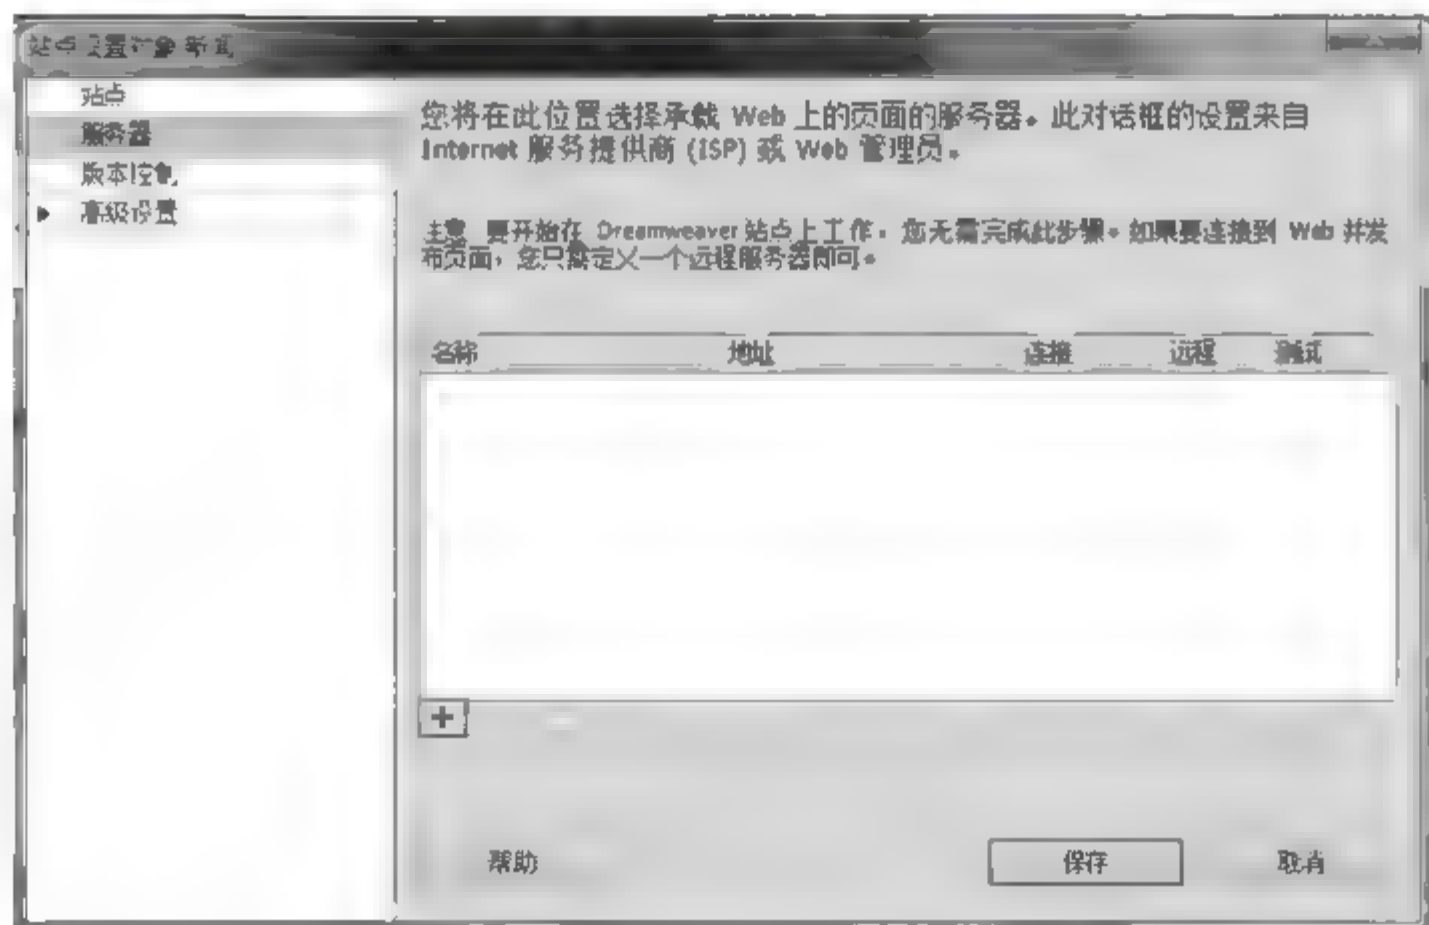 站点设置对象
站点
服务器
版本控制
高级设置
您将在此位置选择承载 Web 上的页面的服务器。此对话框的设置来自
Internet 服务提供商 (ISP) 或 Web 管理员。
注意 要开始在 Dreamweaver 站点上工作，您无需完成此步骤。如果要连接到 Web 并发
布页面，您只需定义一个远程服务器即可。
名称 地址 连接 远程 测试
+
帮助 保存 取消